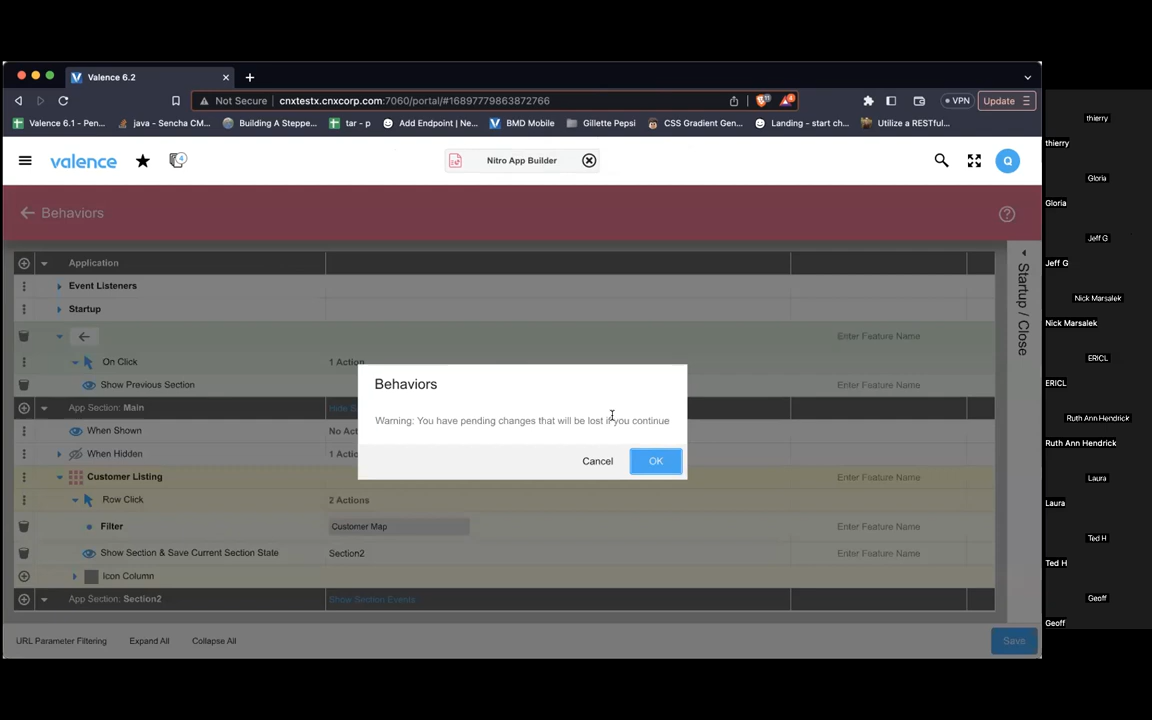 Valence 6.2
Not Secure | cnxtestx.cnxcorp.com:7060/portal/#16897779863872766
VPN
Update
Valence 6.1 - Pen...
java - Sencha CM...
Building A Steppe...
tar - p
Add Endpoint | Ne...
BMD Mobile
Gillette Pepsi
CSS Gradient Gen...
Landing - start ch...
Utilize a RESTful...
valence
4
Nitro App Builder
Q
Behaviors
Application
Event Listeners
Startup
Enter Feature Name
On Click
1 Action
Show Previous Section
Enter Feature Name
App Section: Main
When Shown
When Hidden
Customer Listing
Enter Feature Name
Row Click
2 Actions
Filter
Customer Map
Enter Feature Name
Show Section & Save Current Section State
Section2
Enter Feature Name
Icon Column
App Section: Section2
Show Section Events
URL Parameter Filtering
Expand All
Collapse All
Save
Startup / Close
Behaviors
Warning: You have pending changes that will be lost if you continue
Cancel
OK
thierry
thierry
Gloria
Gloria
Jeff G
Jeff G
Nick Marsalek
Nick Marsalek
ERICL
ERICL
Ruth Ann Hendrick
Ruth Ann Hendrick
Laura
Laura
Ted H
Ted H
Geoff
Geoff